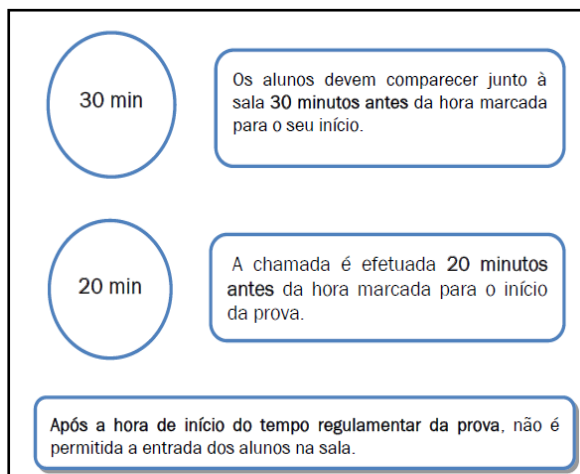 30 min
Os alunos devem comparecer junto à
sala 30 minutos antes da hora marcada
para o seu início.
20 min
A chamada é efetuada 20 minutos
antes da hora marcada para o início
da prova.
Após a hora de início do tempo regulamentar da prova, não é
permitida a entrada dos alunos na sala.